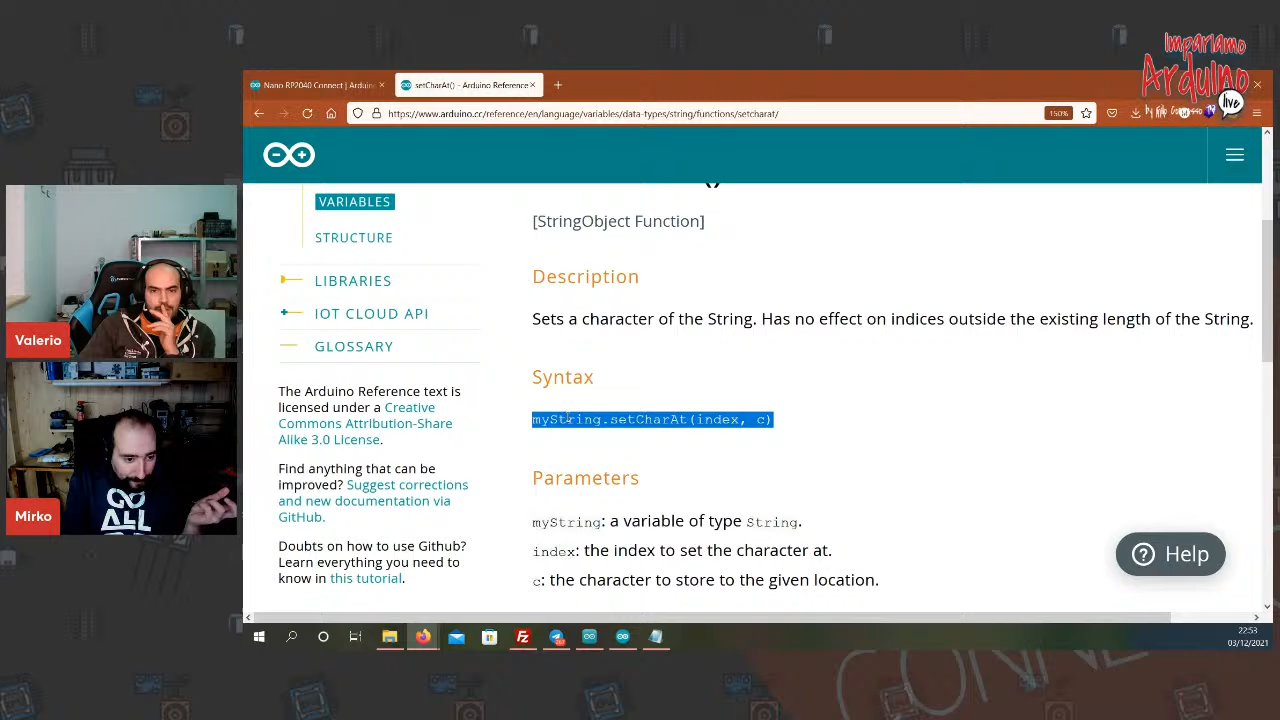 Impariamo
Arduino
live
Nano RP2040 Connect | Arduin
setCharAt() - Arduino Reference
https://www.arduino.cc/reference/en/language/variables/data-types/string/functions/setcharat/
150%
VARIABLES
STRUCTURE
LIBRARIES
IOT CLOUD API
GLOSSARY
The Arduino Reference text is
licensed under a Creative
Commons Attribution-Share
Alike 3.0 License.
Find anything that can be
improved? Suggest corrections
and new documentation via
GitHub.
Doubts on how to use Github?
Learn everything you need to
know in this tutorial.
()
[StringObject Function]
Description
Sets a character of the String. Has no effect on indices outside the existing length of the String.
Syntax
myString.setCharAt(index, c)
Parameters
myString: a variable of type String.
index: the index to set the character at.
c: the character to store to the given location.
Help
Valerio
Mirko
ALL
22:53
03/12/2021
CONNE